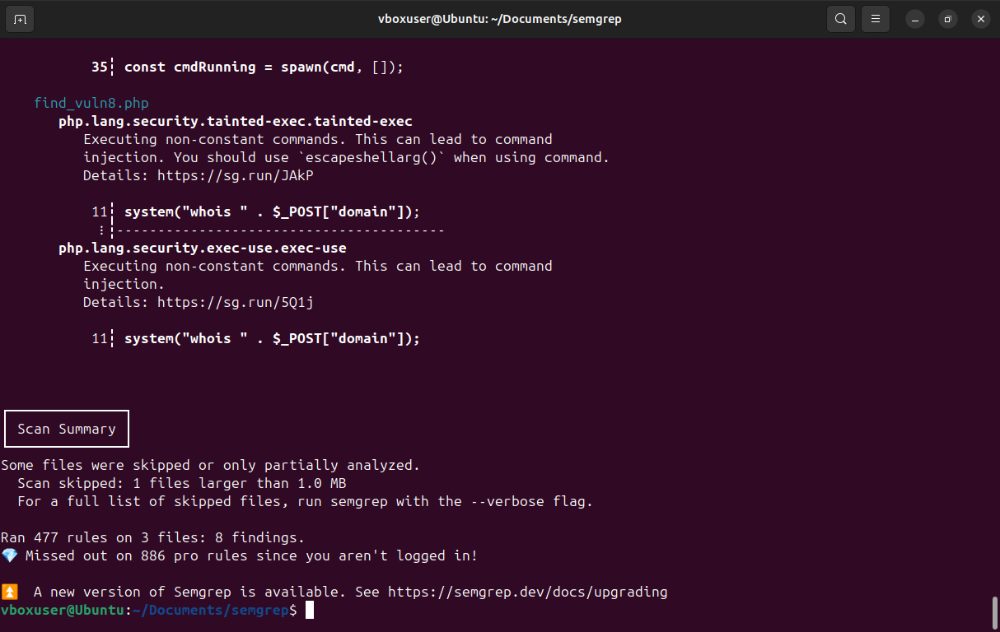 vboxuser@Ubuntu: ~/Documents/semgrep
35┆ const cmdRunning = spawn(cmd, []);
find_vuln8.php
php.lang.security.tainted-exec.tainted-exec
Executing non-constant commands. This can lead to command
injection. You should use `escapeshellarg()` when using command.
Details: https://sg.run/JAkP
11┆ system("whois " . $_POST["domain"]);
⋮┆----------------------------------------
php.lang.security.exec-use.exec-use
Executing non-constant commands. This can lead to command
injection.
Details: https://sg.run/5Q1j
11┆ system("whois " . $_POST["domain"]);
Scan Summary
Some files were skipped or only partially analyzed.
Scan skipped: 1 files larger than 1.0 MB
For a full list of skipped files, run semgrep with the --verbose flag.
Ran 477 rules on 3 files: 8 findings.
💎 Missed out on 886 pro rules since you aren't logged in!
⏫ A new version of Semgrep is available. See https://semgrep.dev/docs/upgrading
vboxuser@Ubuntu:~/Documents/semgrep$